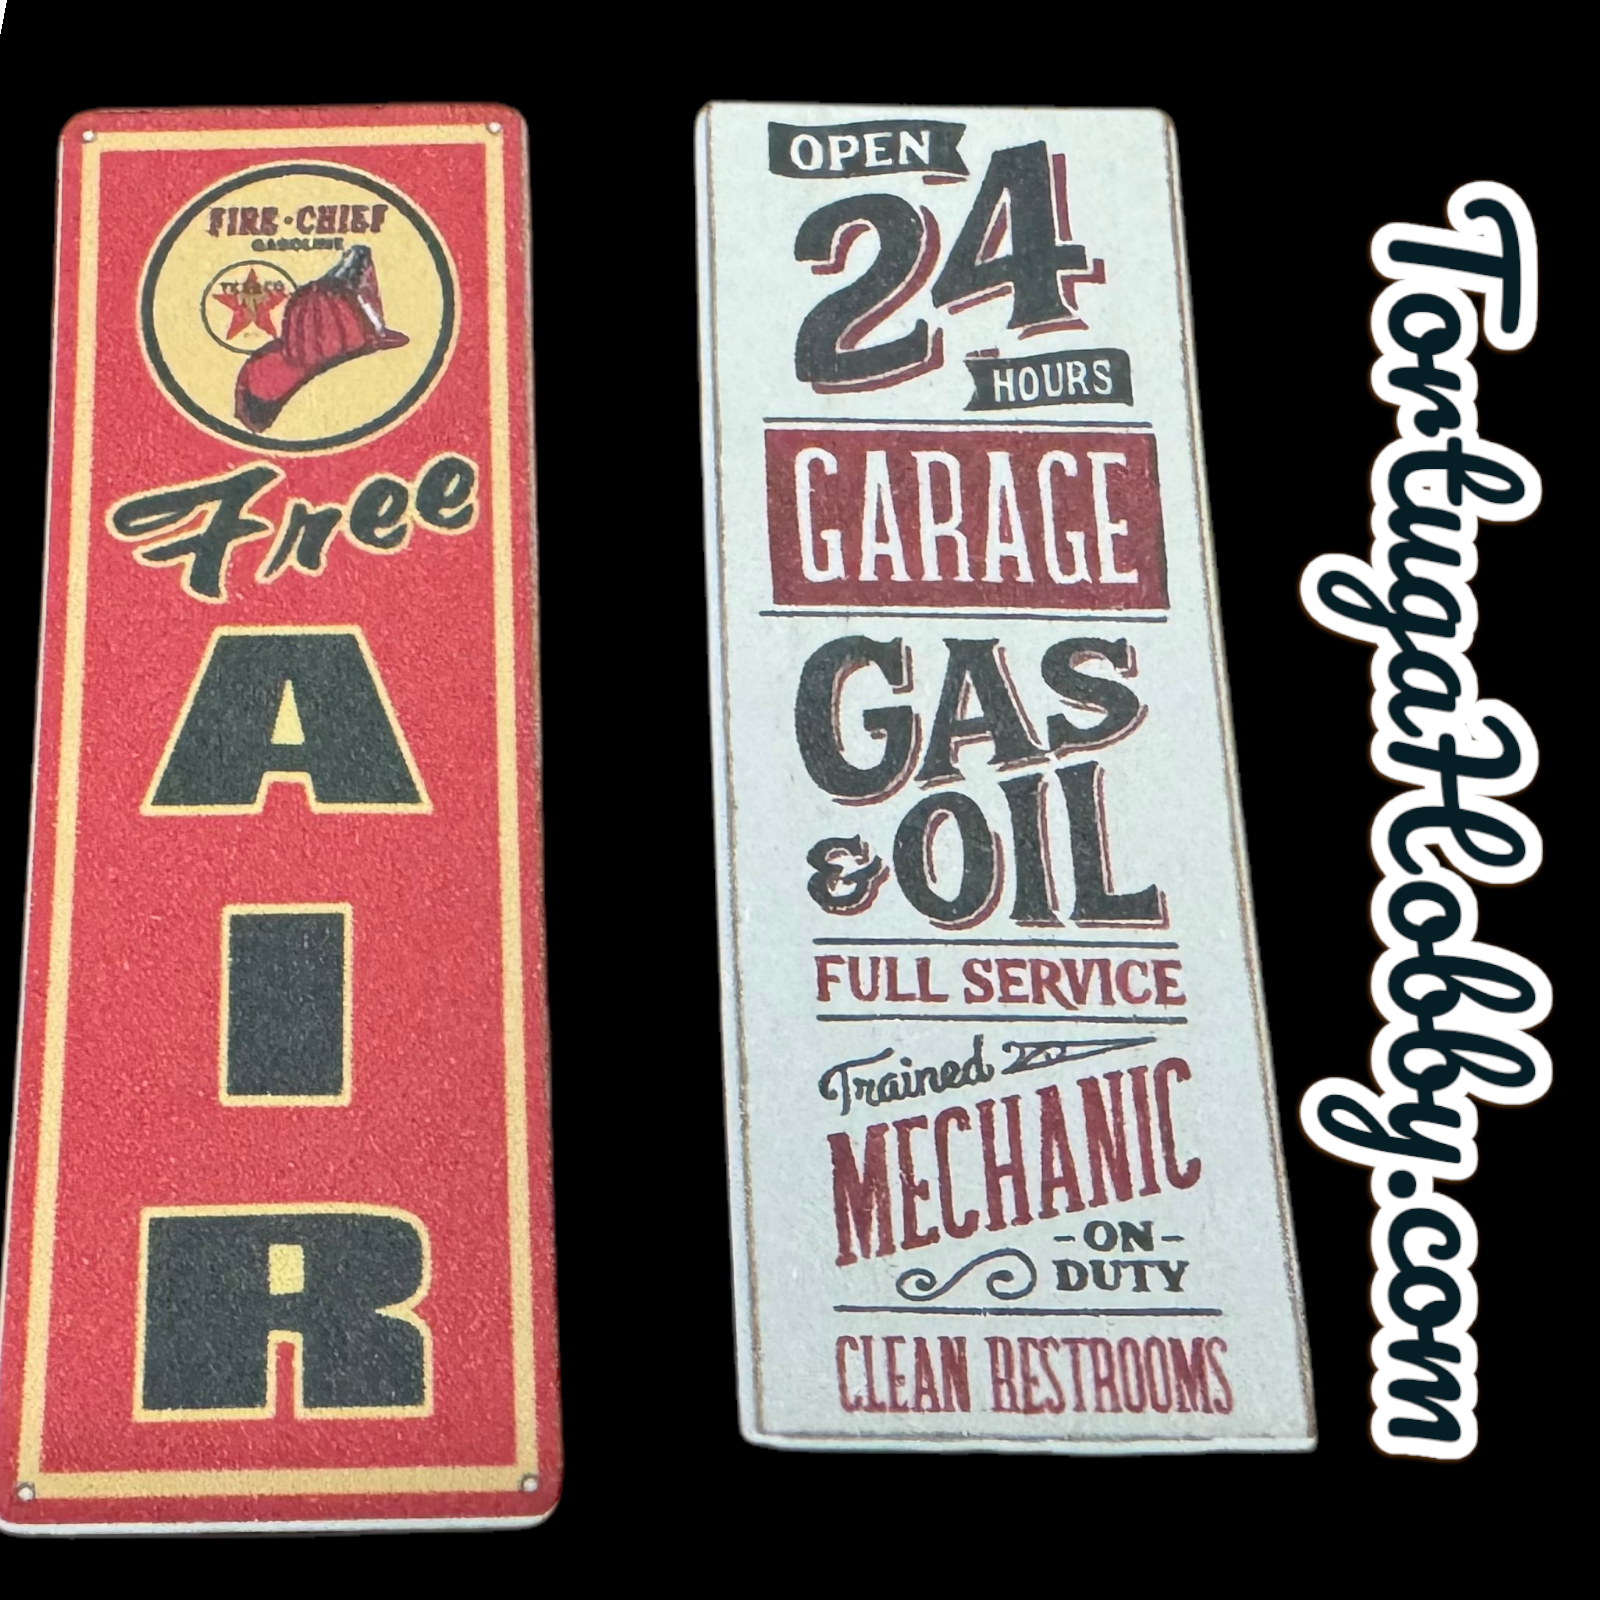 FIRE-CHIEF
GASOLINE
TEXACO
Free
AIR
OPEN
24
HOURS
GARAGE
GAS
& OIL
FULL SERVICE
Trained
MECHANIC
-ON-
DUTY
CLEAN RESTROOMS
TortugaHobby.com